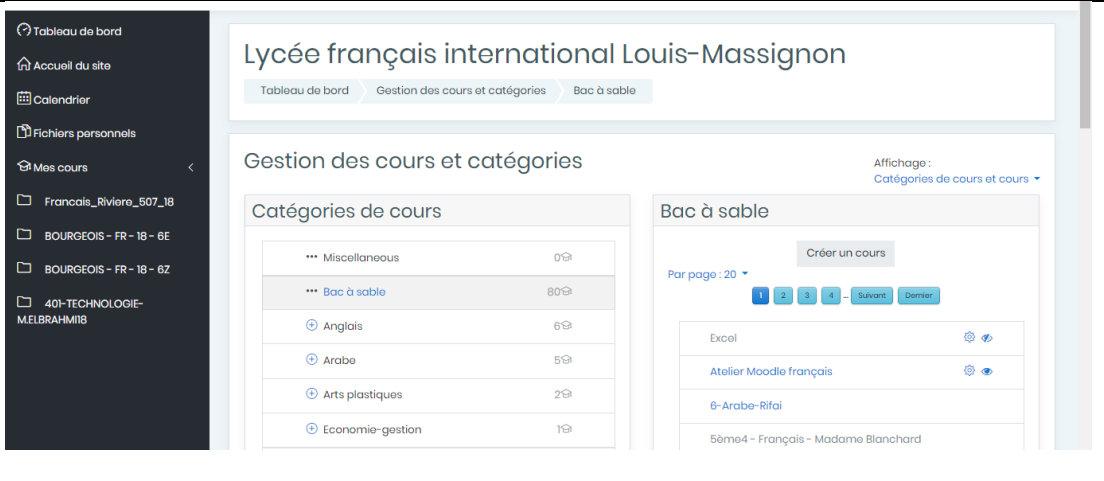 Tableau de bord
Accueil du site
Calendrier
Fichiers personnels
Mes cours
Francais_Riviere_507_18
BOURGEOIS - FR - 18 - 6E
BOURGEOIS - FR - 18 - 6Z
401-TECHNOLOGIE-
M.ELBRAHMI18
Lycée français international Louis-Massignon
Tableau de bord Gestion des cours et catégories Bac à sable
Gestion des cours et catégories
Affichage :
Catégories de cours et cours
Catégories de cours
Miscellaneous 0
Bac à sable 80
Anglais 6
Arabe 5
Arts plastiques 2
Economie-gestion 1
Bac à sable
Créer un cours
Par page : 20
1 2 3 4 ... Suivant Dernier
Excel
Atelier Moodle français
6-Arabe-Rifai
5ème4 - Français - Madame Blanchard